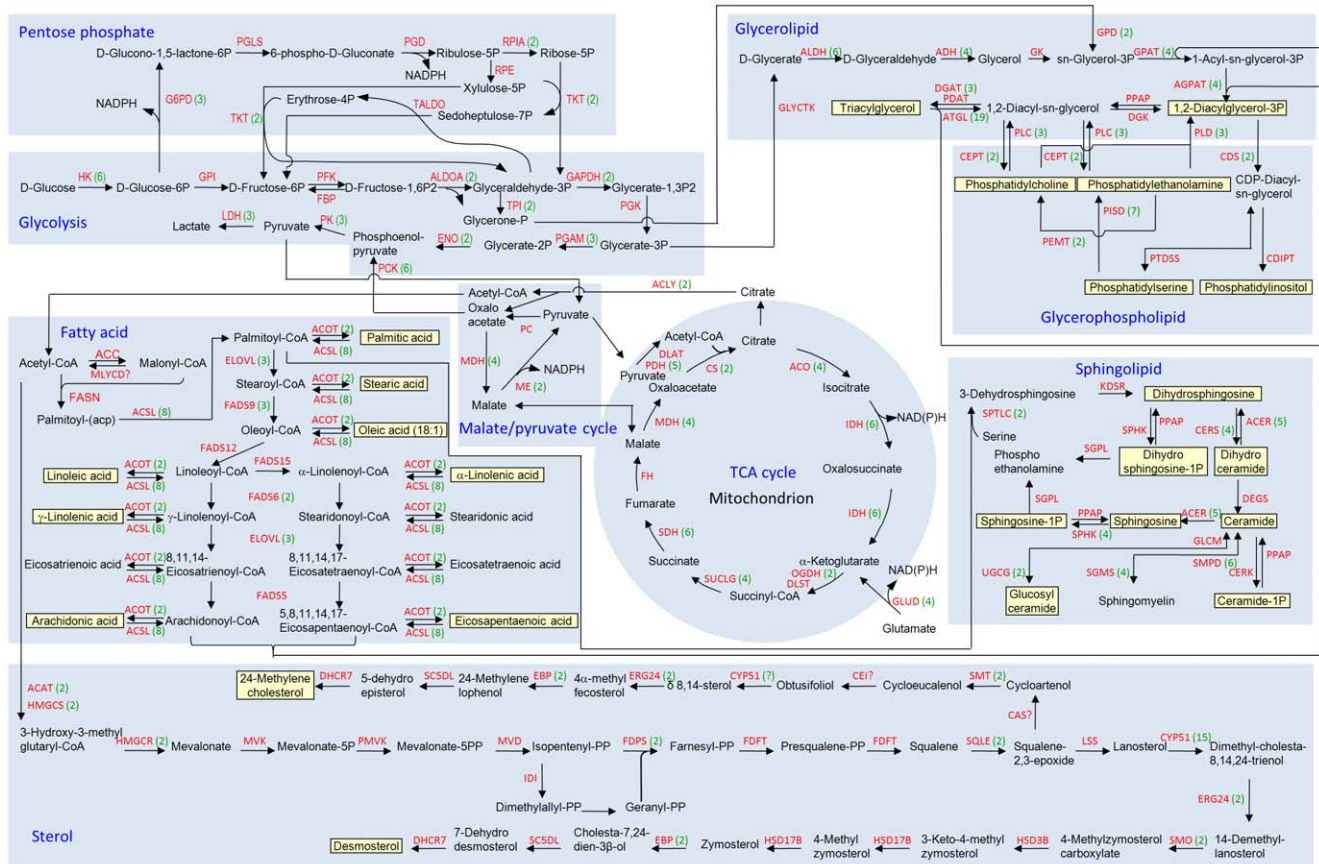 Pentose phosphate
D-Glucono-1,5-lactone-6P
PGLS
6-phospho-D-Gluconate
PGD
Ribulose-5P
RPIA (2)
Ribose-5P
NADPH
RPE
Xylulose-5P
NADPH
G6PD (3)
Erythrose-4P
TALDO
Sedoheptulose-7P
TKT (2)
TKT (2)
Glycolysis
D-Glucose
HK (6)
D-Glucose-6P
GPI
D-Fructose-6P
PFK
FBP
D-Fructose-1,6P2
ALDOA (2)
Glyceraldehyde-3P
GAPDH (2)
Glycerate-1,3P2
TPI (2)
PGK
Glycerone-P
Lactate
LDH (3)
Pyruvate
PK (3)
Phosphoenol-
pyruvate
ENO (2)
Glycerate-2P
PGAM (3)
Glycerate-3P
PCK (6)
Glycerolipid
GPD (2)
D-Glycerate
ALDH (6)
D-Glyceraldehyde
ADH (4)
Glycerol
GK
sn-Glycerol-3P
GPAT (4)
1-Acyl-sn-glycerol-3P
GLYCTK
DGAT (3)
PDAT
ATGL (19)
AGPAT (4)
Triacylglycerol
1,2-Diacyl-sn-glycerol
PPAP
DGK
1,2-Diacylglycerol-3P
PLC (3)
PLC (3)
PLD (3)
CEPT (2)
CEPT (2)
CDS (2)
Phosphatidylcholine
Phosphatidylethanolamine
CDP-Diacyl-
sn-glycerol
PISD (7)
PEMT (2)
PTDSS
CDIPT
Phosphatidylserine
Phosphatidylinositol
Glycerophospholipid
Fatty acid
Acetyl-CoA
ACC
MLYCD?
Malonyl-CoA
FASN
Palmitoyl-(acp)
ACSL (8)
Palmitoyl-CoA
ACOT (2)
ACSL (8)
Palmitic acid
ELOVL (3)
Stearoyl-CoA
ACOT (2)
ACSL (8)
Stearic acid
FADS9 (3)
Oleoyl-CoA
ACOT (2)
ACSL (8)
Oleic acid (18:1)
FADS12
Linoleic acid
ACOT (2)
ACSL (8)
Linoleoyl-CoA
FADS15
α-Linolenoyl-CoA
ACOT (2)
ACSL (8)
α-Linolenic acid
FADS6 (2)
γ-Linolenic acid
ACOT (2)
ACSL (8)
γ-Linolenoyl-CoA
Stearidonoyl-CoA
ACOT (2)
ACSL (8)
Stearidonic acid
ELOVL (3)
Eicosatrienoic acid
ACOT (2)
ACSL (8)
8,11,14-
Eicosatrienoyl-CoA
8,11,14,17-
Eicosatetraenoyl-CoA
ACOT (2)
ACSL (8)
Eicosatetraenoic acid
FADS5
Arachidonic acid
ACOT (2)
ACSL (8)
Arachidonoyl-CoA
5,8,11,14,17-
Eicosapentaenoyl-CoA
ACOT (2)
ACSL (8)
Eicosapentaenoic acid
Acetyl-CoA
Oxalo
acetate
ACLY (2)
Citrate
PC
Pyruvate
MDH (4)
NADPH
ME (2)
Malate
Malate/pyruvate cycle
Acetyl-CoA
DLAT
PDH (5)
Pyruvate
Oxaloacetate
CS (2)
Citrate
ACO (4)
Isocitrate
NAD(P)H
IDH (6)
Oxalosuccinate
IDH (6)
α-Ketoglutarate
NAD(P)H
GLUD (4)
Glutamate
OGDH (2)
DLST
Succinyl-CoA
SUCLG (4)
Succinate
SDH (6)
Fumarate
FH
Malate
MDH (4)
TCA cycle
Mitochondrion
Sphingolipid
3-Dehydrosphingosine
KDSR
Dihydrosphingosine
SPTLC (2)
Serine
SPHK
PPAP
CERS (4)
ACER (5)
Phospho
ethanolamine
SGPL
Dihydro
sphingosine-1P
Dihydro
ceramide
SGPL
DEGS
Sphingosine-1P
PPAP
SPHK (4)
Sphingosine
ACER (5)
Ceramide
GLCM
UGCG (2)
SGMS (4)
SMPD (6)
CERK
PPAP
Glucosyl
ceramide
Sphingomyelin
Ceramide-1P
Sterol
ACAT (2)
HMGCS (2)
24-Methylene
cholesterol
DHCR7
5-dehydro
episterol
SC5DL
24-Methylene
lophenol
EBP (2)
4α-methyl
fecosterol
ERG24 (2)
δ 8,14-sterol
CYP51 (?)
Obtusifoliol
CEI?
Cycloeucalenol
SMT (2)
Cycloartenol
CAS?
3-Hydroxy-3-methyl
glutaryl-CoA
HMGCR (2)
Mevalonate
MVK
Mevalonate-5P
PMVK
Mevalonate-5PP
MVD
Isopentenyl-PP
FDPS (2)
Farnesyl-PP
FDFT
Presqualene-PP
FDFT
Squalene
SQLE (2)
Squalene-
2,3-epoxide
LSS
Lanosterol
CYP51 (15)
Dimethyl-cholesta-
8,14,24-trienol
IDI
Dimethylallyl-PP
Geranyl-PP
ERG24 (2)
Desmosterol
DHCR7
7-Dehydro
desmosterol
SC5DL
Cholesta-7,24-
dien-3β-ol
EBP (2)
Zymosterol
HSD17B
4-Methyl
zymosterol
HSD17B
3-Keto-4-methyl
zymosterol
HSD3B
4-Methylzymosterol
carboxylate
SMO (2)
14-Demethyl-
lanosterol